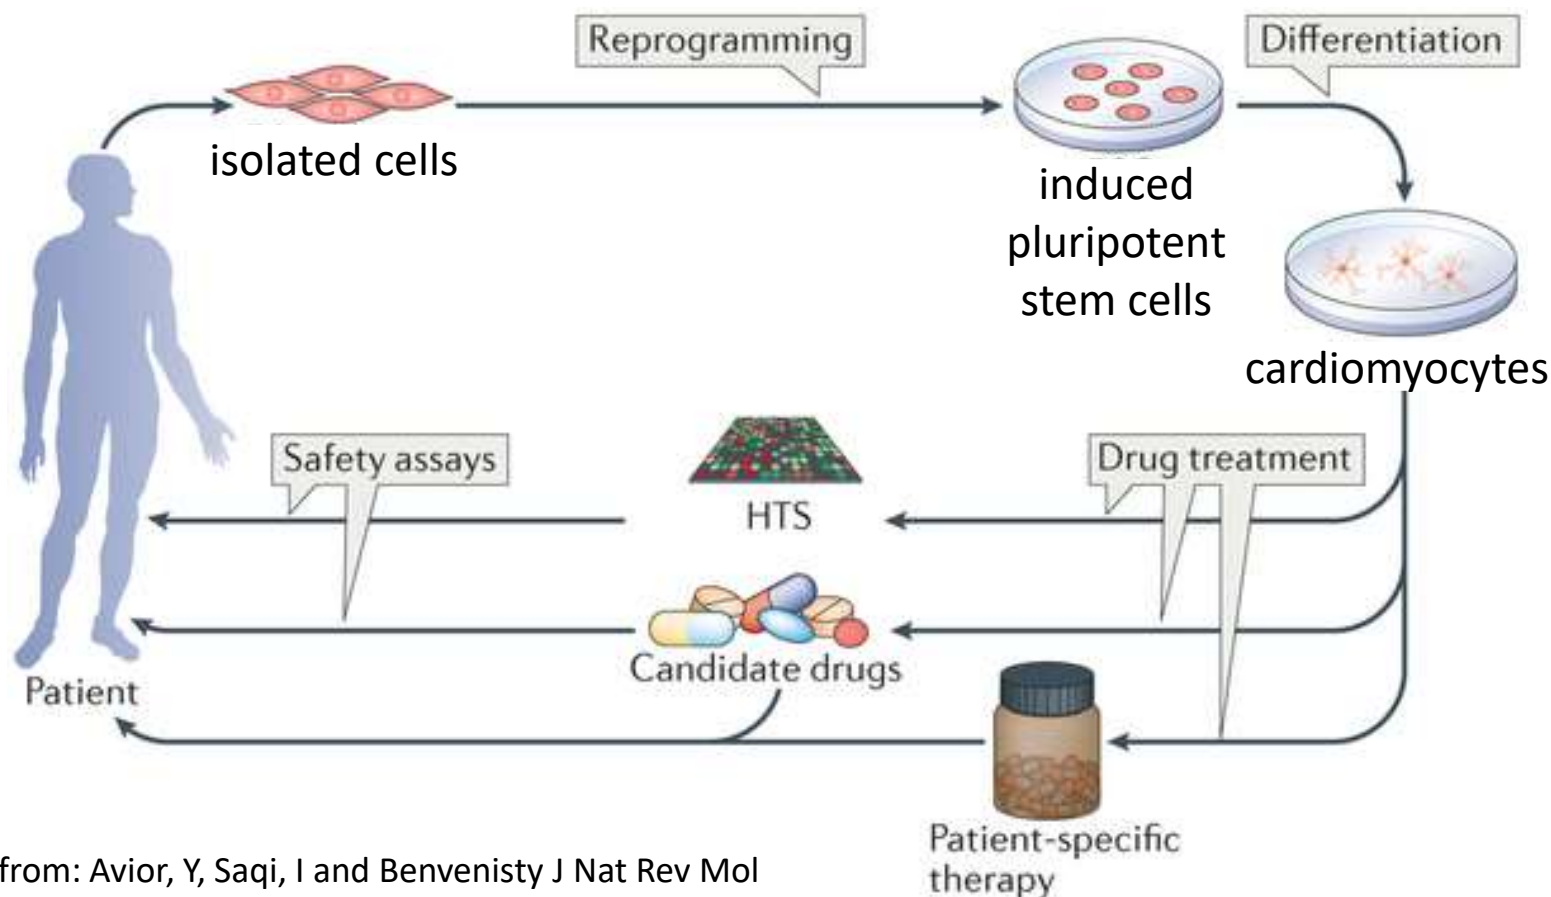 Reprogramming
Differentiation
isolated cells
induced
pluripotent
stem cells
cardiomyocytes
Safety assays
Drug treatment
HTS
Candidate drugs
Patient
Patient-specific
therapy
from: Avior, Y, Saqi, I and Benvenisty J Nat Rev Mol